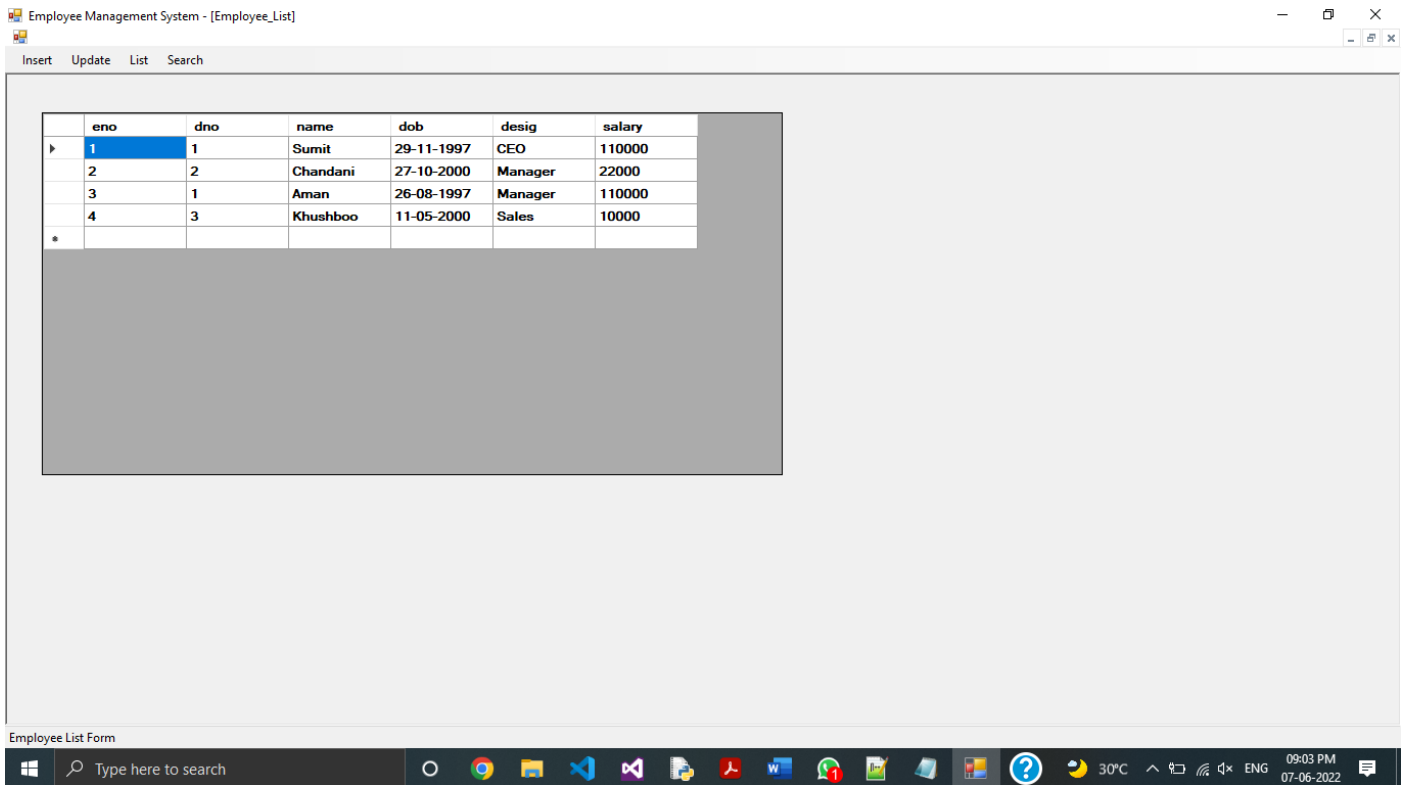 Employee Management System - [Employee_List]
Insert Update List Search
eno dno name dob desig salary
1 1 Sumit 29-11-1997 CEO 110000
2 2 Chandani 27-10-2000 Manager 22000
3 1 Aman 26-08-1997 Manager 110000
4 3 Khushboo 11-05-2000 Sales 10000
Employee List Form
Type here to search
1
30°C
ENG
09:03 PM
07-06-2022